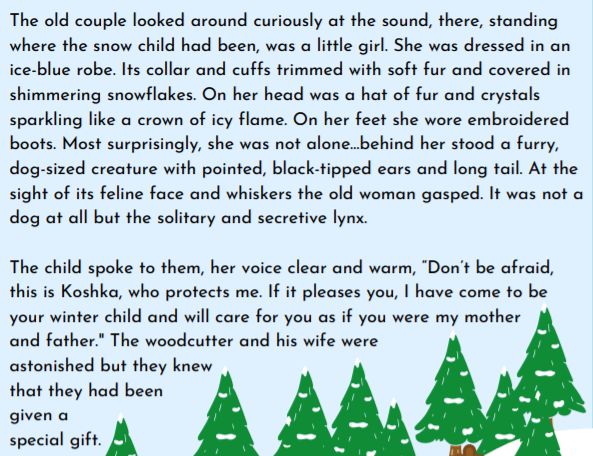 The old couple looked around curiously at the sound, there, standing
where the snow child had been, was a little girl. She was dressed in an
ice-blue robe. Its collar and cuffs trimmed with soft fur and covered in
shimmering snowflakes. On her head was a hat of fur and crystals
sparkling like a crown of icy flame. On her feet she wore embroidered
boots. Most surprisingly, she was not alone...behind her stood a furry,
dog-sized creature with pointed, black-tipped ears and long tail. At the
sight of its feline face and whiskers the old woman gasped. It was not a
dog at all but the solitary and secretive lynx.

The child spoke to them, her voice clear and warm, "Don't be afraid,
this is Koshka, who protects me. If it pleases you, I have come to be
your winter child and will care for you as if you were my mother
and father." The woodcutter and his wife were
astonished but they knew
that they had been
given a
special gift.